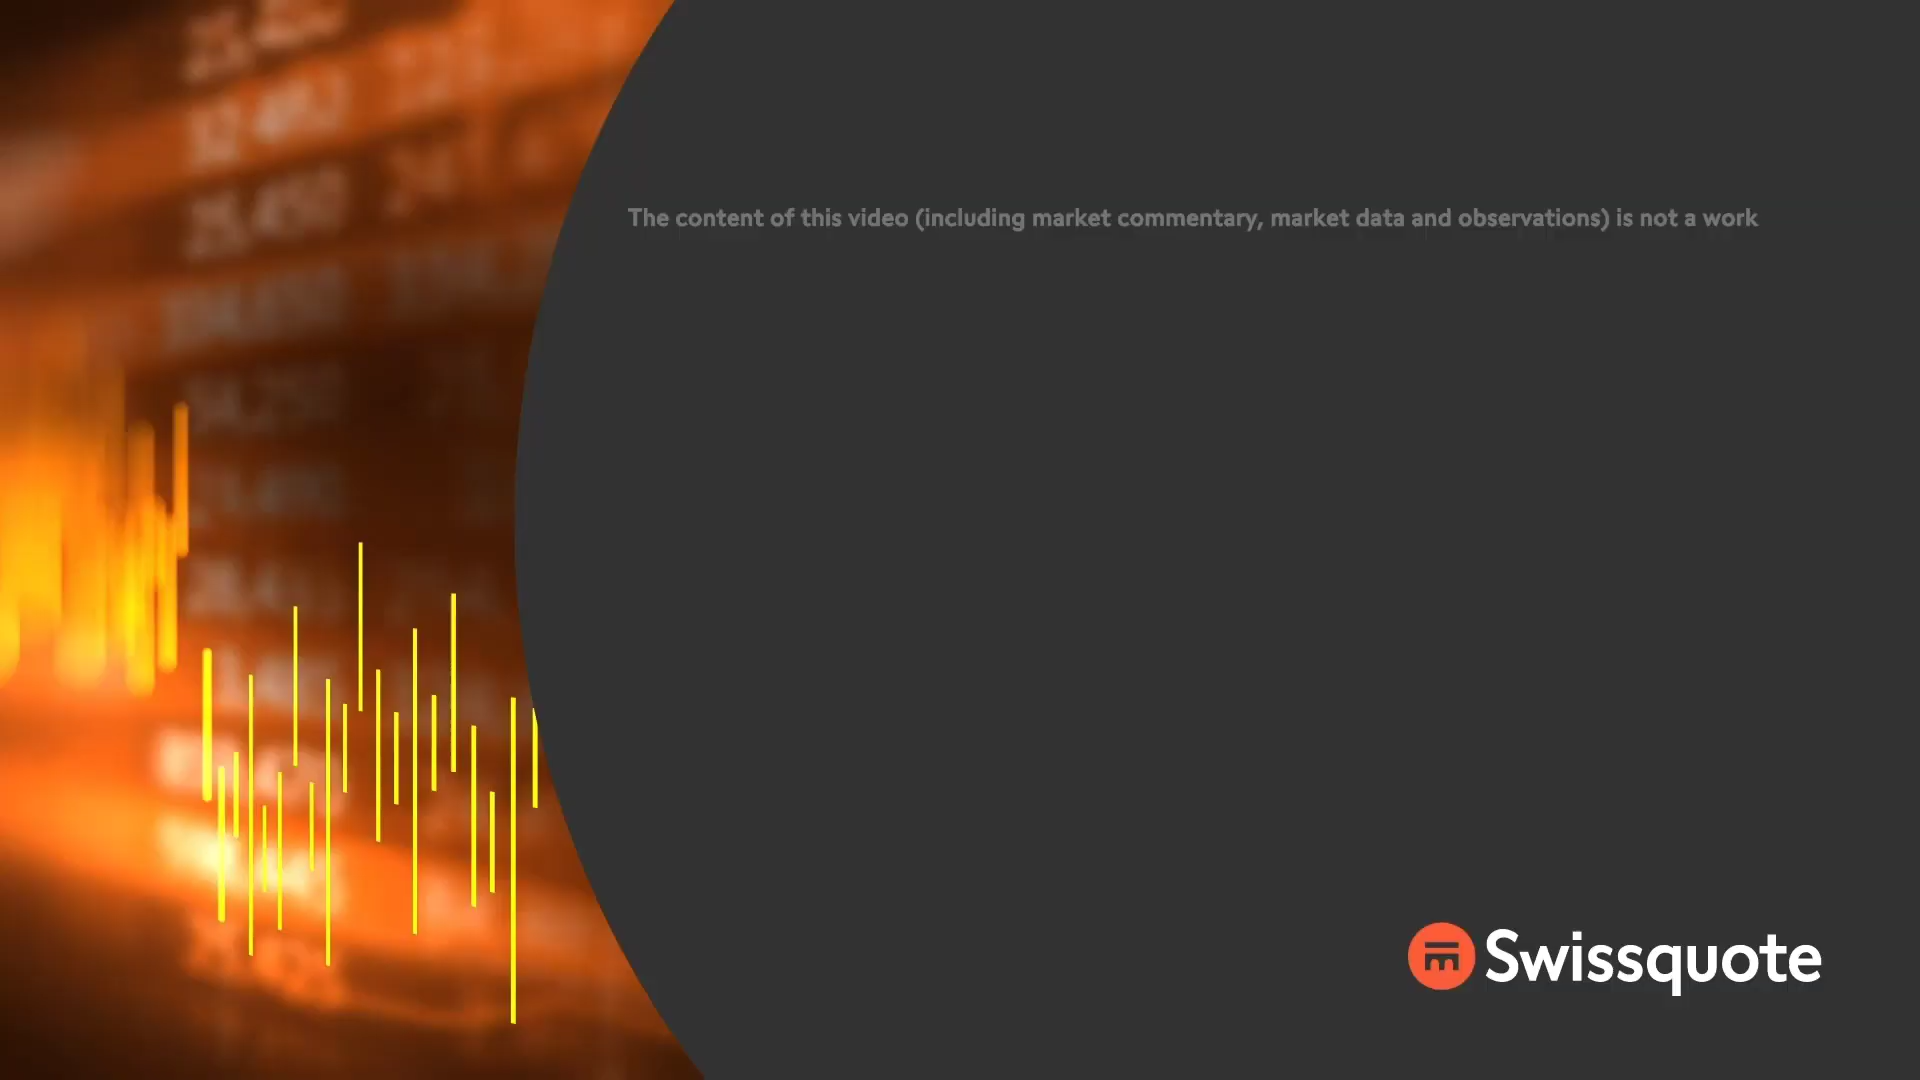 The content of this video (including market commentary, market data and observations) is not a work
Swissquote